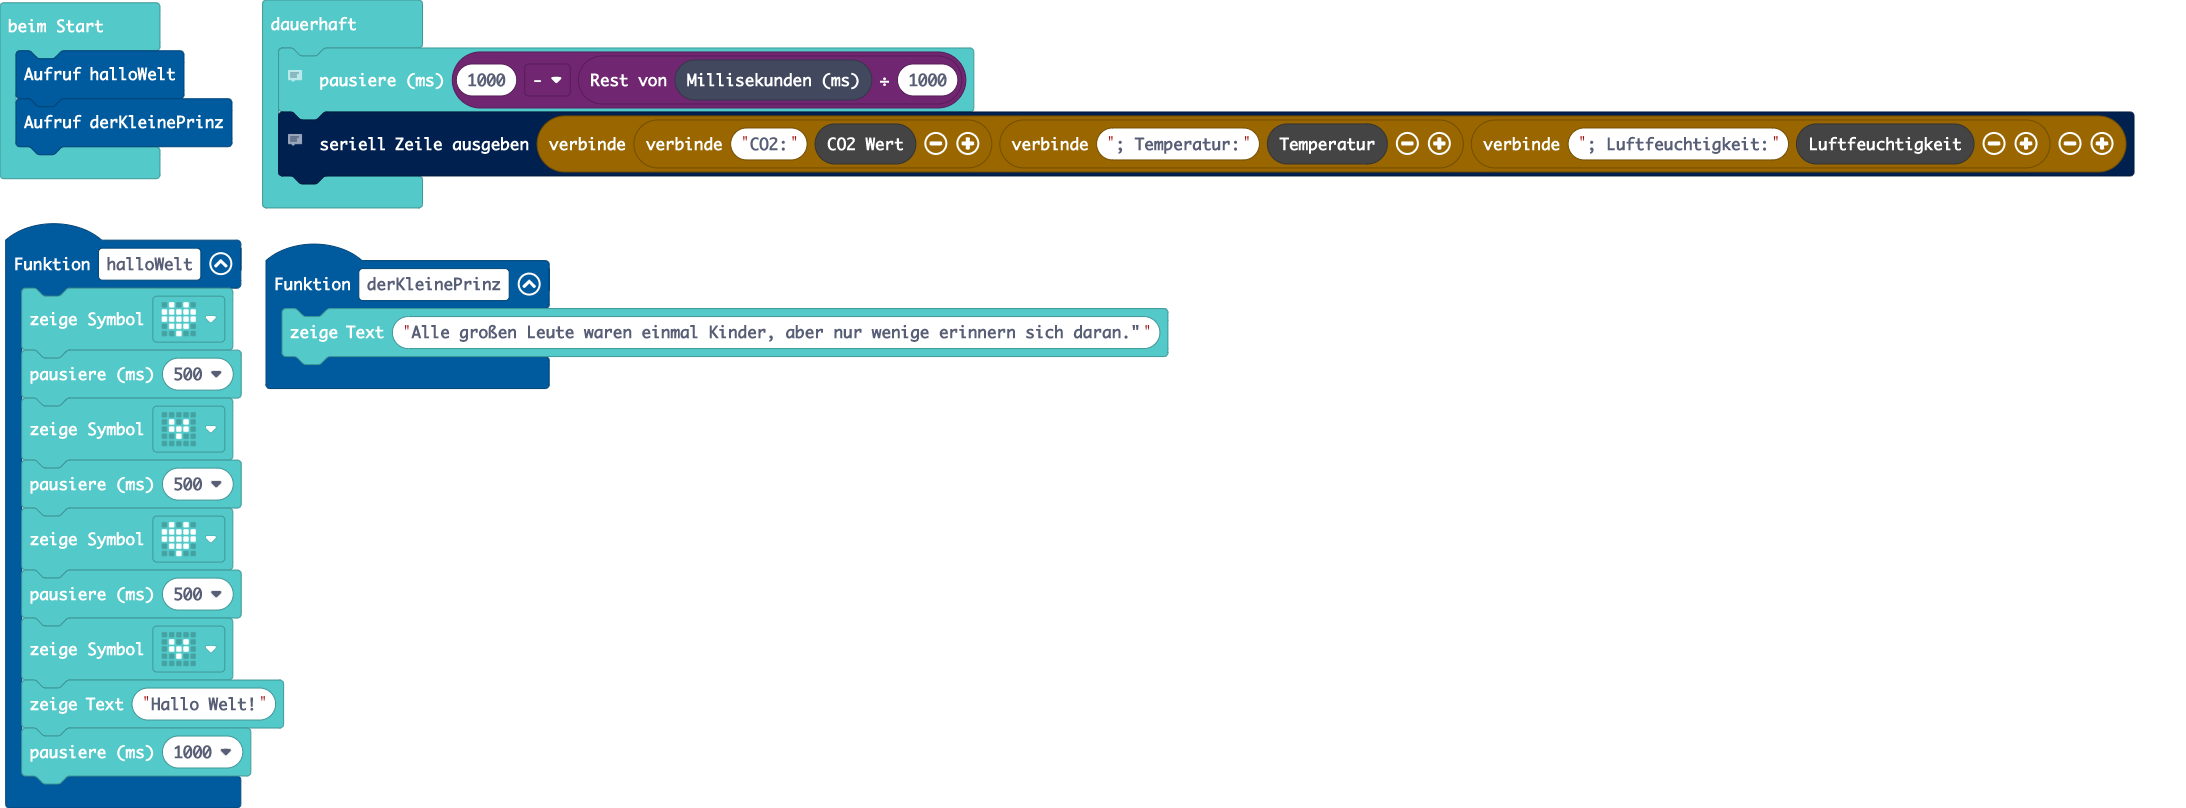 beim Start
Aufruf halloWelt
Aufruf derKleinePrinz
dauerhaft
pausiere (ms) 1000 - Rest von Millisekunden (ms) ÷ 1000
seriell Zeile ausgeben verbinde verbinde "CO2:" CO2 Wert verbinde "; Temperatur:" Temperatur verbinde "; Luftfeuchtigkeit:" Luftfeuchtigkeit
Funktion halloWelt
zeige Symbol
pausiere (ms) 500
zeige Symbol
pausiere (ms) 500
zeige Symbol
pausiere (ms) 500
zeige Symbol
zeige Text "Hallo Welt!"
pausiere (ms) 1000
Funktion derKleinePrinz
zeige Text "Alle großen Leute waren einmal Kinder, aber nur wenige erinnern sich daran.""